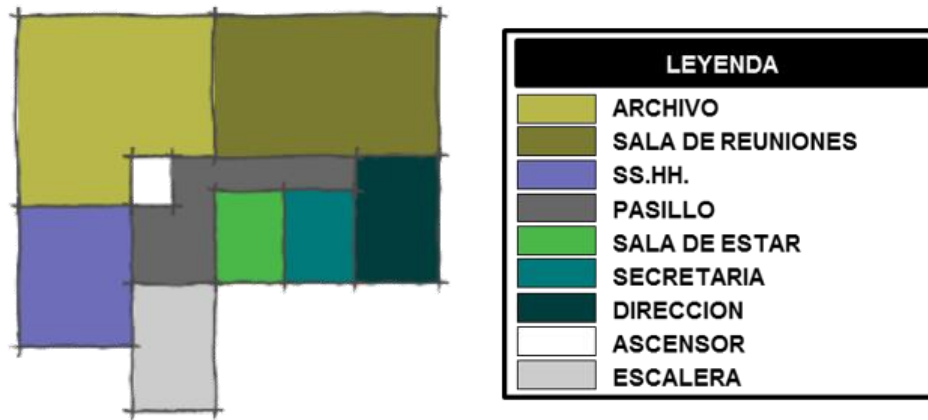 LEYENDA
ARCHIVO
SALA DE REUNIONES
SS.HH.
PASILLO
SALA DE ESTAR
SECRETARIA
DIRECCION
ASCENSOR
ESCALERA